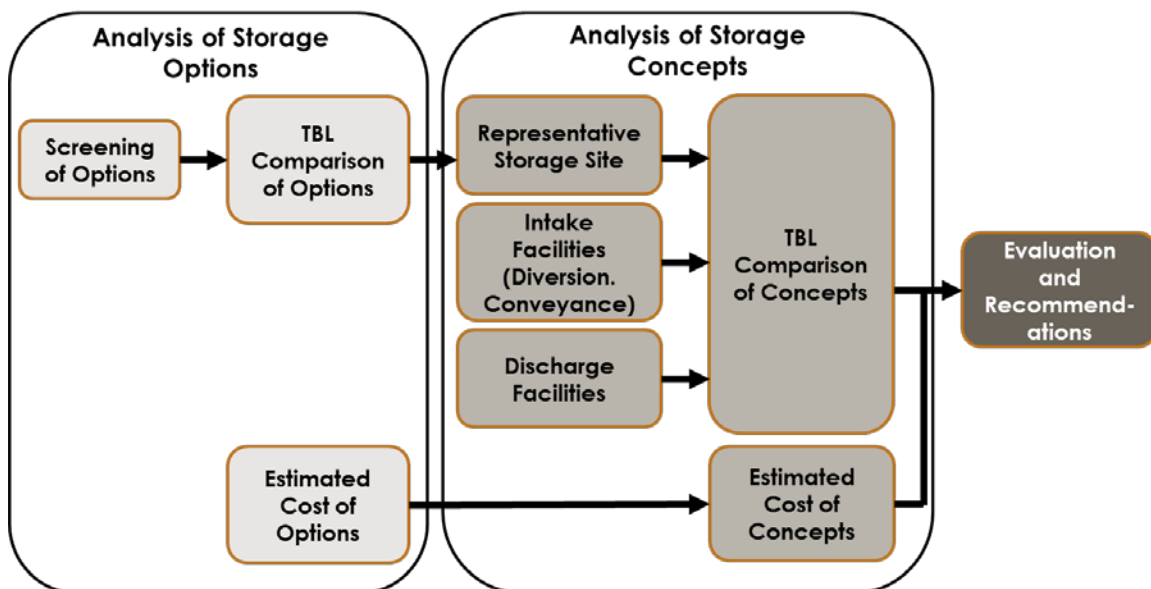 Analysis of Storage
Options
Screening
of Options
TBL
Comparison
of Options
Estimated
Cost of
Options
Analysis of Storage
Concepts
Representative
Storage Site
Intake
Facilities
(Diversion.
Conveyance)
Discharge
Facilities
TBL
Comparison
of Concepts
Estimated
Cost of
Concepts
Evaluation
and
Recommend-
ations